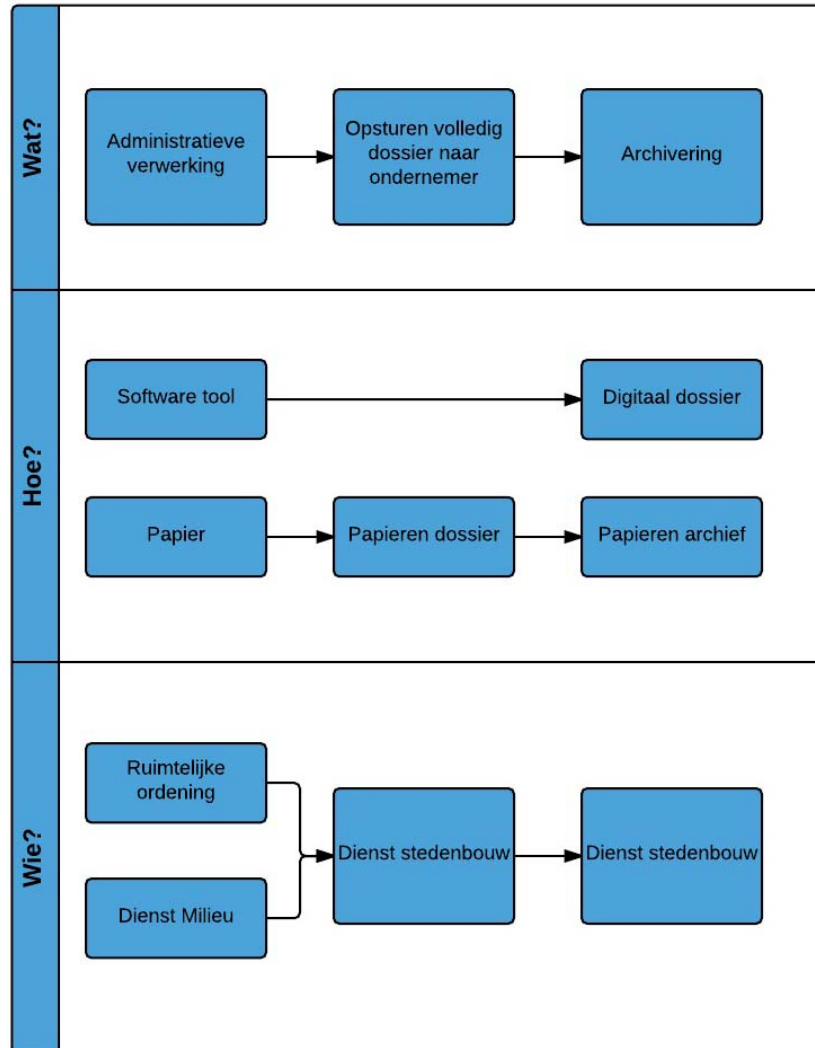 Wat?
Administratieve
verwerking
Opsturen volledig
dossier naar
ondernemer
Archivering
Hoe?
Software tool
Digitaal dossier
Papier
Papieren dossier
Papieren archief
Wie?
Ruimtelijke
ordening
Dienst Milieu
Dienst stedenbouw
Dienst stedenbouw